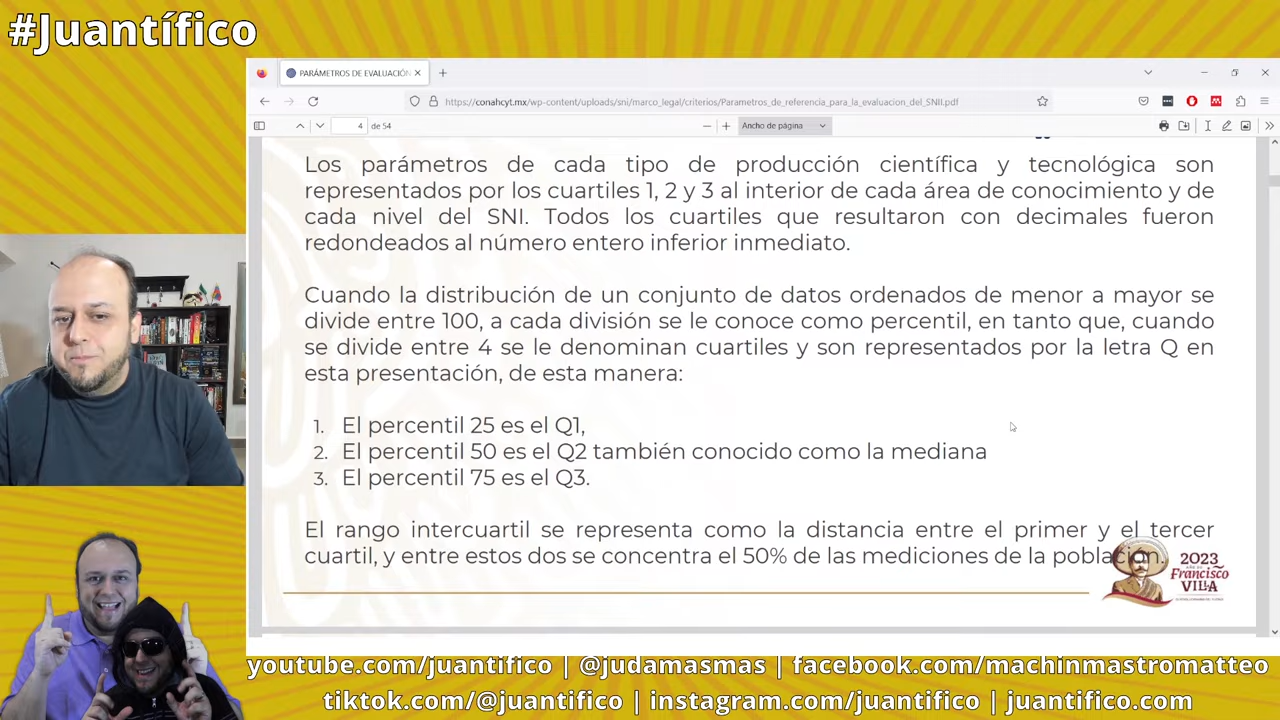 #Juantífico
PARÁMETROS DE EVALUACIÓN
https://conahcyt.mx/wp-content/uploads/sni/marco_legal/criterios/Parametros_de_referencia_para_la_evaluacion_del_SNII.pdf
4 de 54
Ancho de página
Los parámetros de cada tipo de producción científica y tecnológica son
representados por los cuartiles 1, 2 y 3 al interior de cada área de conocimiento y de
cada nivel del SNI. Todos los cuartiles que resultaron con decimales fueron
redondeados al número entero inferior inmediato.
Cuando la distribución de un conjunto de datos ordenados de menor a mayor se
divide entre 100, a cada división se le conoce como percentil, en tanto que, cuando
se divide entre 4 se le denominan cuartiles y son representados por la letra Q en
esta presentación, de esta manera:
1. El percentil 25 es el Q1,
2. El percentil 50 es el Q2 también conocido como la mediana
3. El percentil 75 es el Q3.
El rango intercuartil se representa como la distancia entre el primer y el tercer
cuartil, y entre estos dos se concentra el 50% de las mediciones de la población.
2023
Francisco
VILLA
youtube.com/juantifico | @judamasmas | facebook.com/machinmastromatteo
tiktok.com/@juantifico | instagram.com/juantifico | juantifico.com